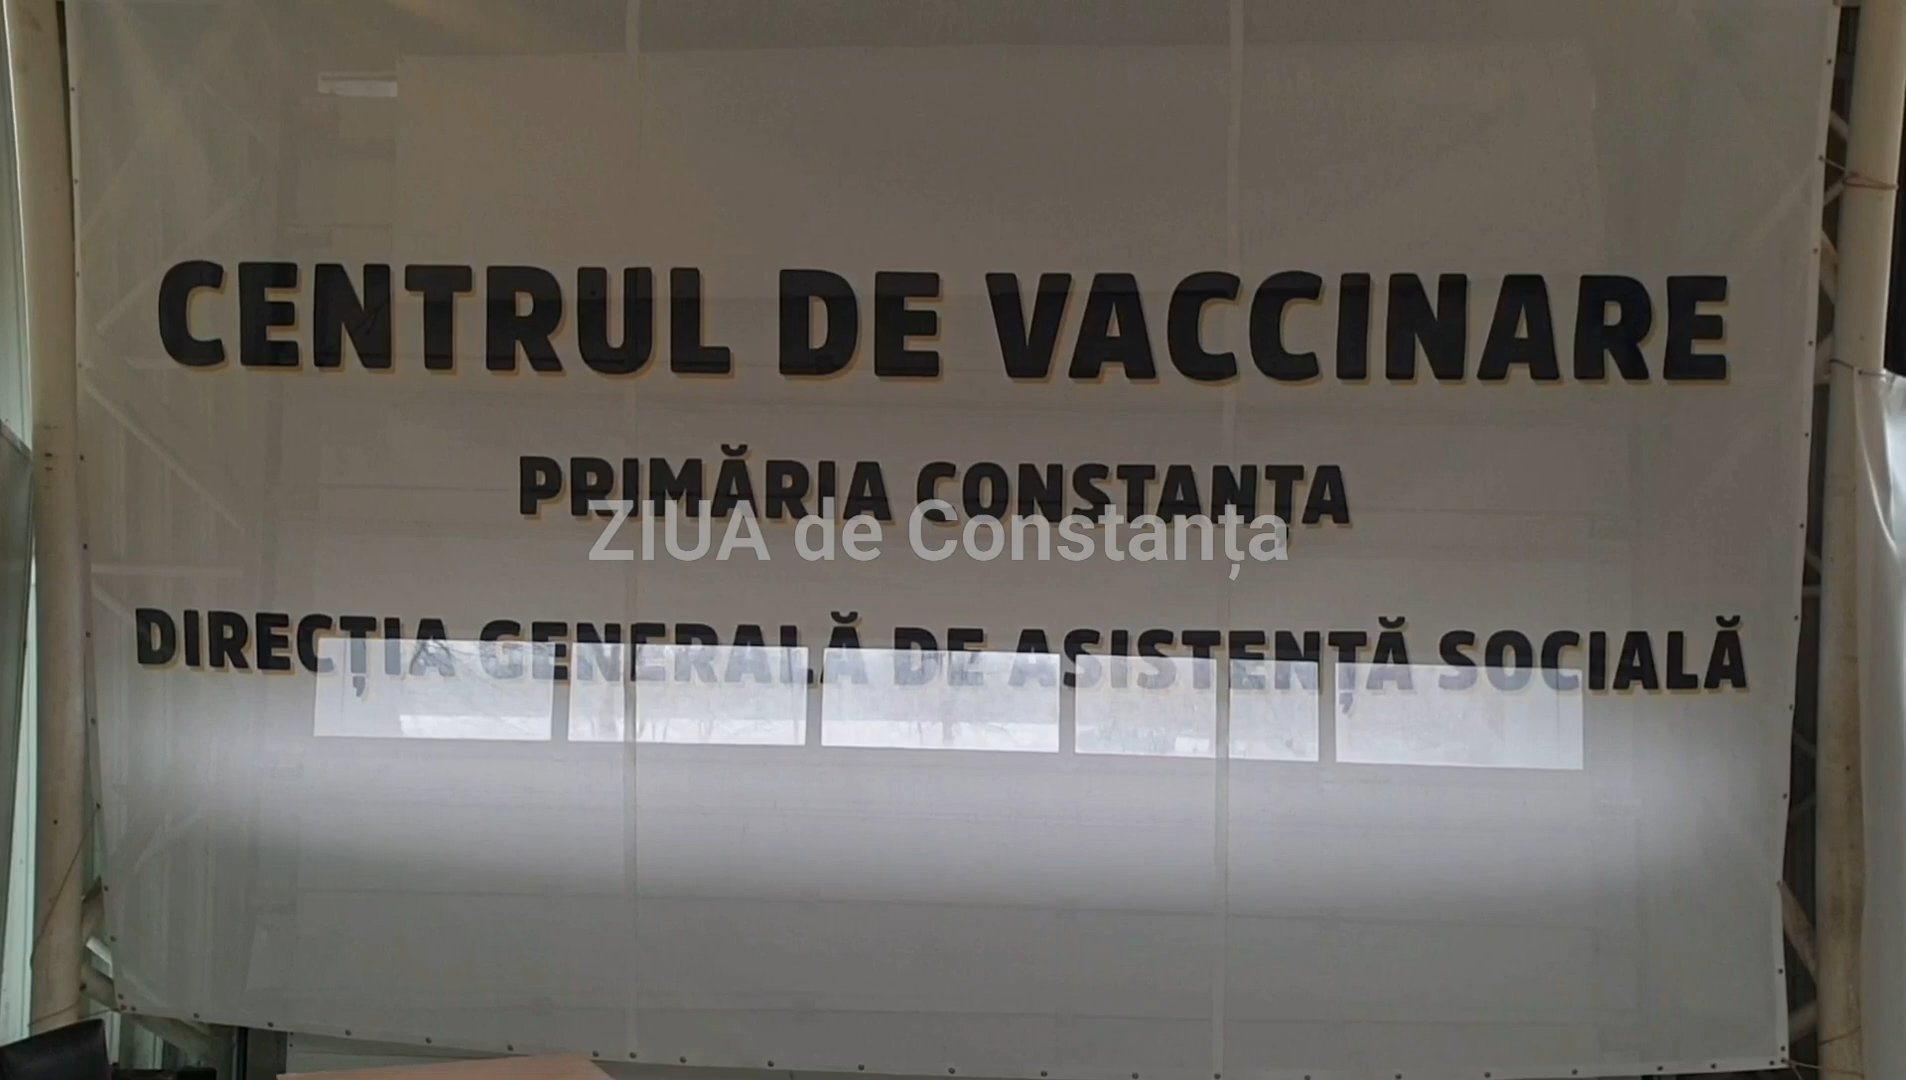 CENTRUL DE VACCINARE
PRIMĂRIA CONSTANȚA
ZIUA de Constanța
DIRECȚIA GENERALĂ DE ASISTENȚĂ SOCIALĂ